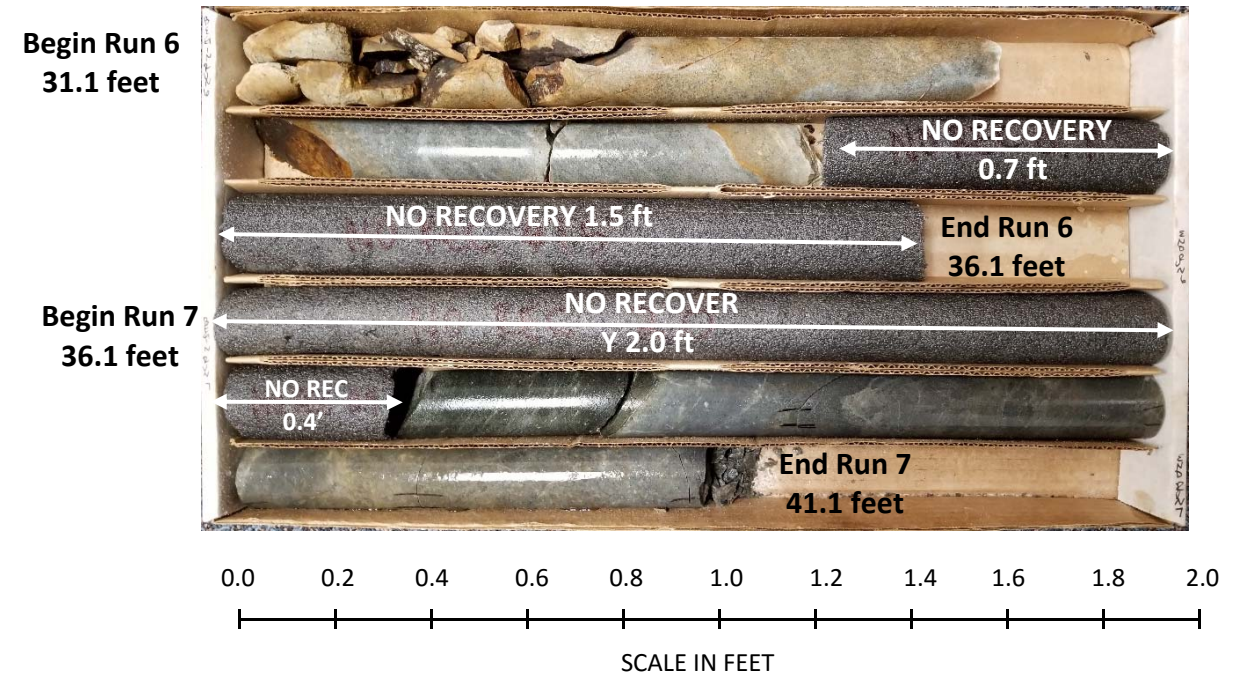 Begin Run 6
31.1 feet
NO RECOVERY
0.7 ft
NO RECOVERY 1.5 ft
End Run 6
36.1 feet
Begin Run 7
36.1 feet
NO RECOVER
Y 2.0 ft
NO REC
0.4’
End Run 7
41.1 feet
0.0 0.2 0.4 0.6 0.8 1.0 1.2 1.4 1.6 1.8 2.0
SCALE IN FEET